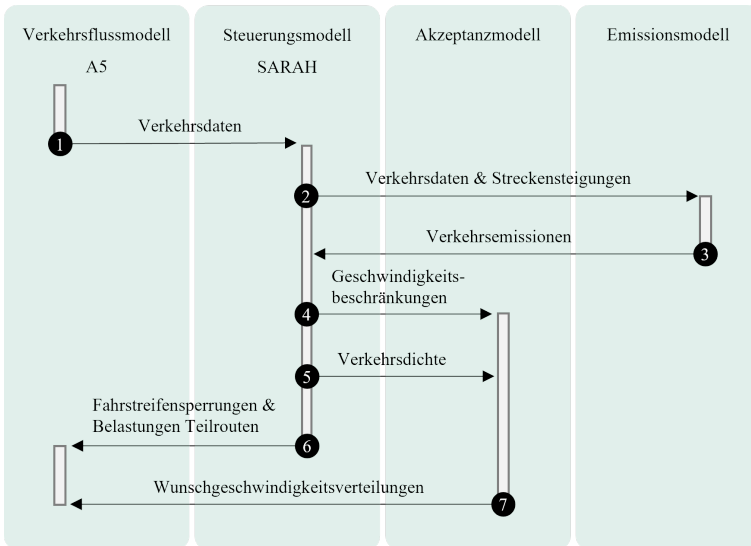 Verkehrsflussmodell
A5
Steuerungsmodell
SARAH
Akzeptanzmodell
Emissionsmodell
Verkehrsdaten
1
Verkehrsdaten & Streckensteigungen
2
Verkehrsemissionen
3
Geschwindigkeits-
beschränkungen
4
Verkehrsdichte
5
Fahrstreifensperrungen &
Belastungen Teilrouten
6
Wunschgeschwindigkeitsverteilungen
7